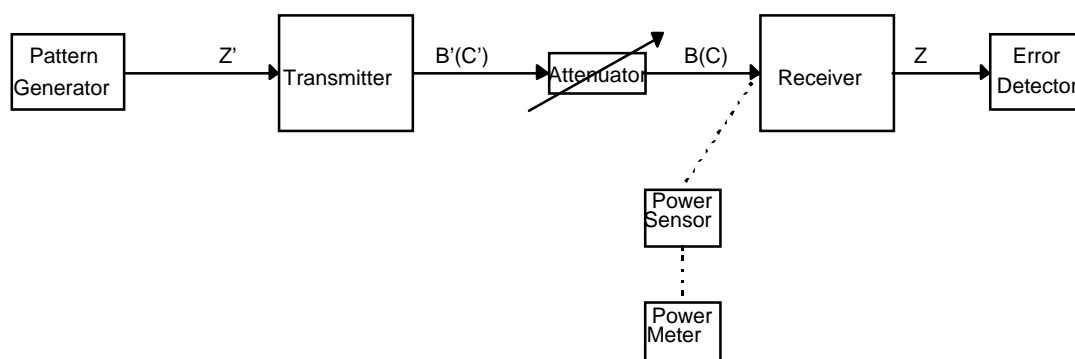 Pattern
Generator
Z’
Transmitter
B’(C’)
Attenuator
B(C)
Receiver
Z
Error
Detector
Power
Sensor
Power
Meter